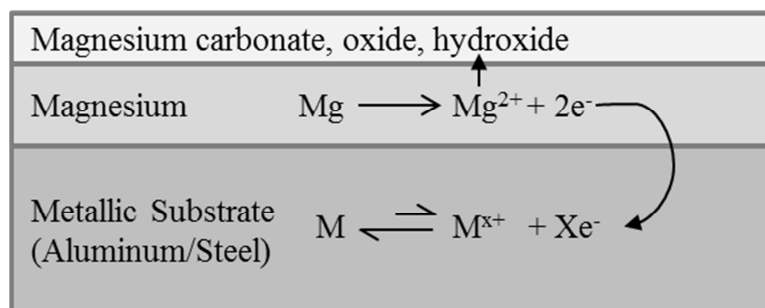 Magnesium carbonate, oxide, hydroxide
Magnesium Mg ⟶ Mg²⁺ + 2e⁻
Metallic Substrate
(Aluminum/Steel)
M ⇌ Mˣ⁺ + Xe⁻